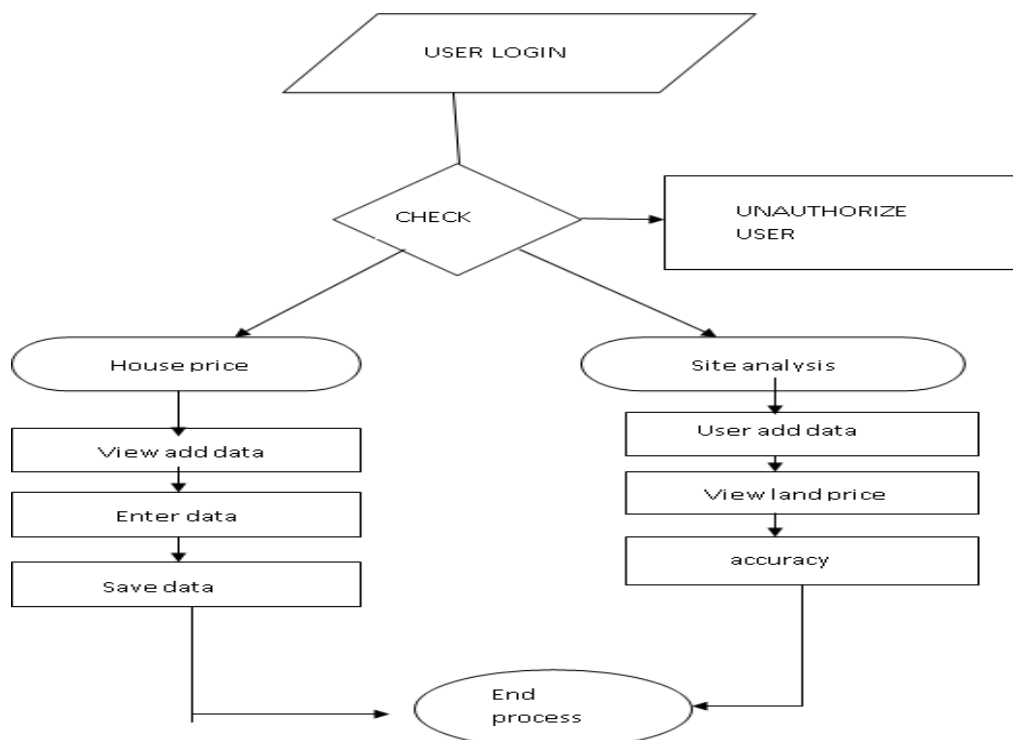 USER LOGIN
CHECK
UNAUTHORIZE
USER
House price
Site analysis
View add data
User add data
Enter data
View land price
Save data
accuracy
End
process